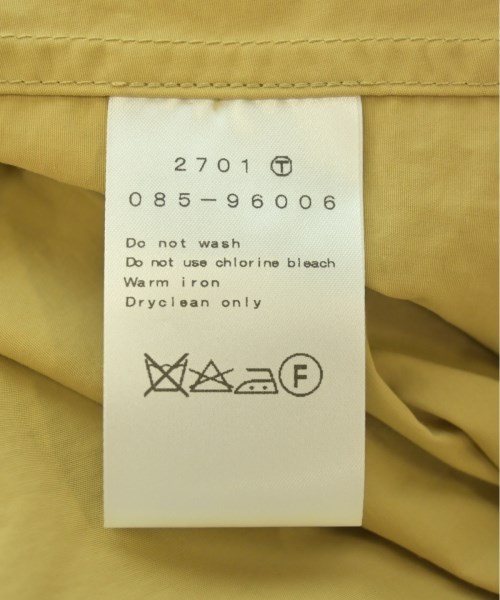 2701 Ⓣ
085-96006
Do not wash
Do not use chlorine bleach
Warm iron
Dryclean only
F